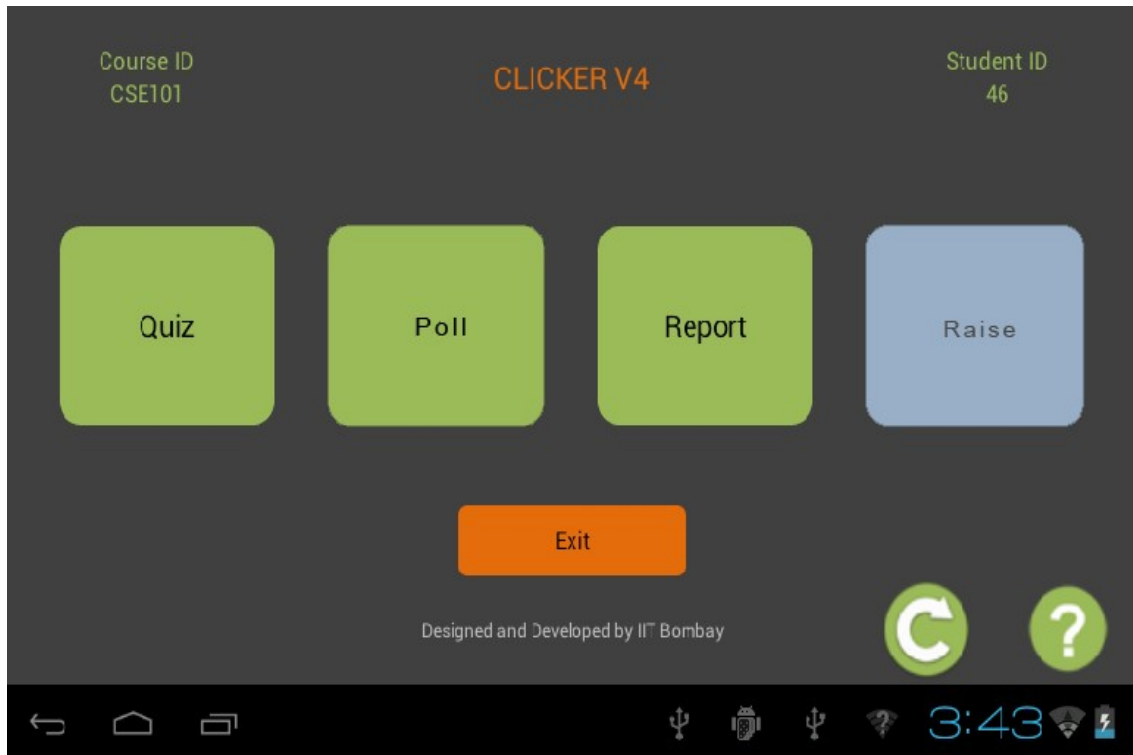 Course ID
CSE101
CLICKER V4
Student ID
46
Quiz
Poll
Report
Raise
Exit
Designed and Developed by IIT Bombay
?
3:43